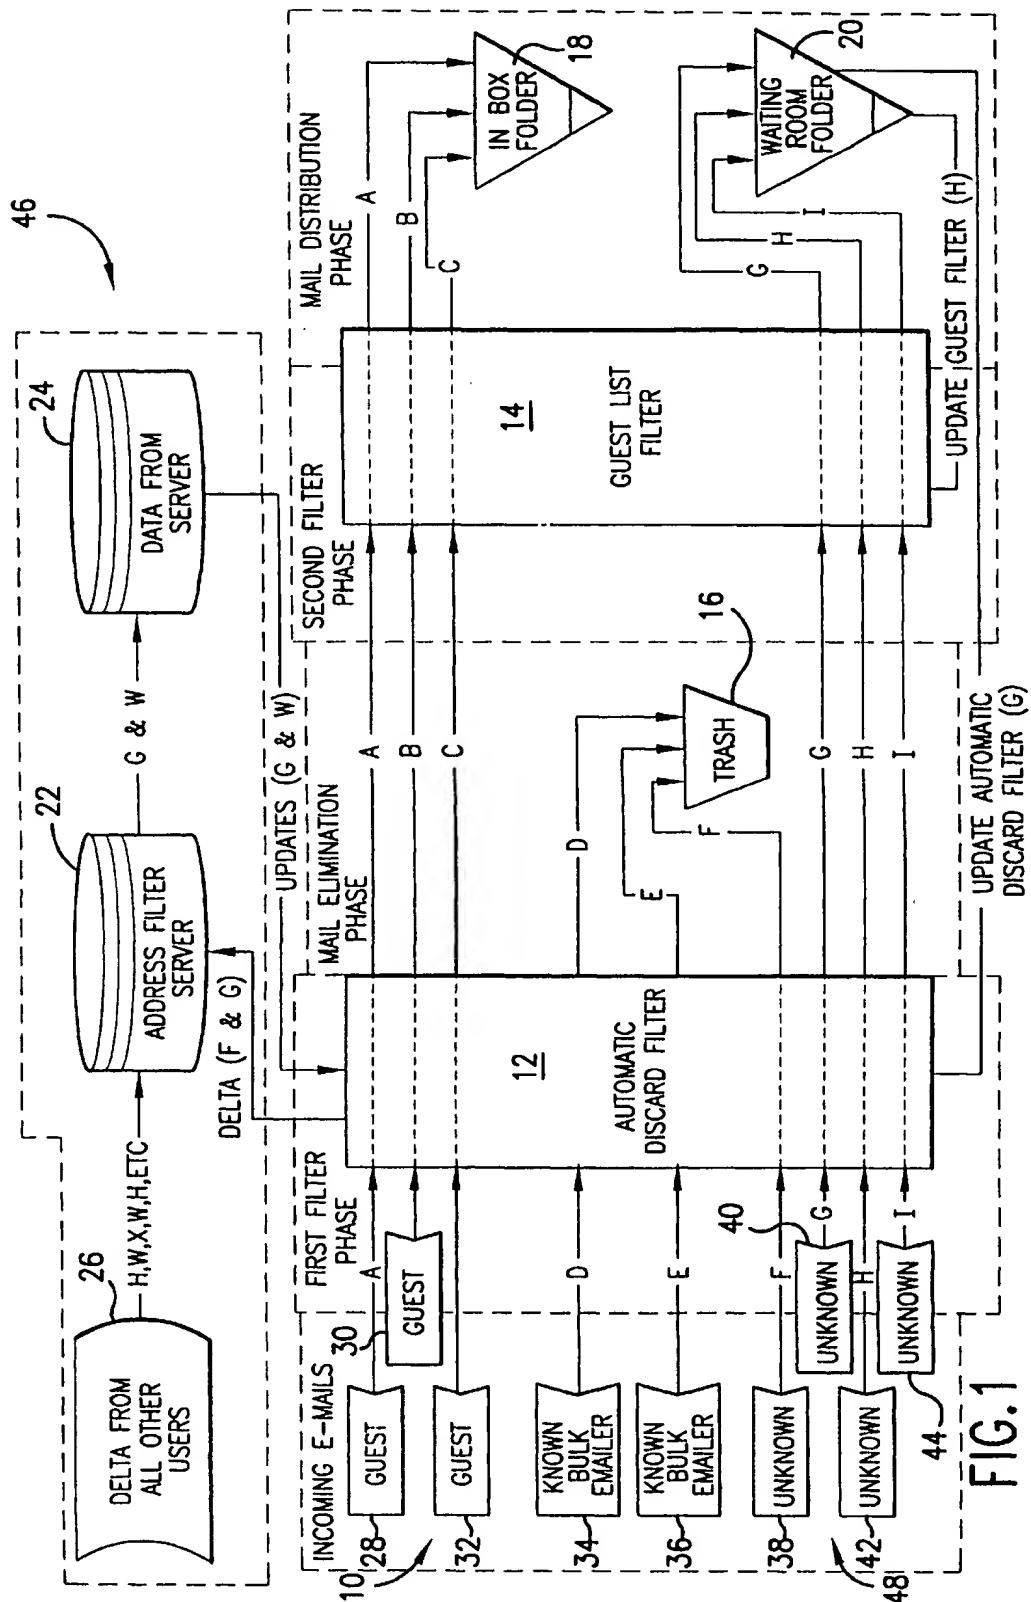 46
26
DELTA FROM
ALL OTHER
USERS
H,W,X,W,H,ETC
22
ADDRESS FILTER
SERVER
G & W
24
DATA FROM
SERVER
DELTA (F & G)
UPDATES (G & W)
INCOMING E-MAILS
FIRST FILTER
PHASE
MAIL ELIMINATION
PHASE
SECOND FILTER
PHASE
MAIL DISTRIBUTION
PHASE
10
28
GUEST
A
A
A
30
GUEST
B
B
32
GUEST
C
C
IN BOX
FOLDER
18
12
AUTOMATIC
DISCARD FILTER
14
GUEST LIST
FILTER
34
KNOWN
BULK
EMAILER
D
D
36
KNOWN
BULK
EMAILER
E
E
TRASH
16
38
UNKNOWN
F
F
40
UNKNOWN
G
G
G
42
UNKNOWN
H
H
H
44
UNKNOWN
I
I
I
WAITING
ROOM
FOLDER
20
48
UPDATE GUEST FILTER (H)
UPDATE AUTOMATIC
DISCARD FILTER (G)
FIG.1